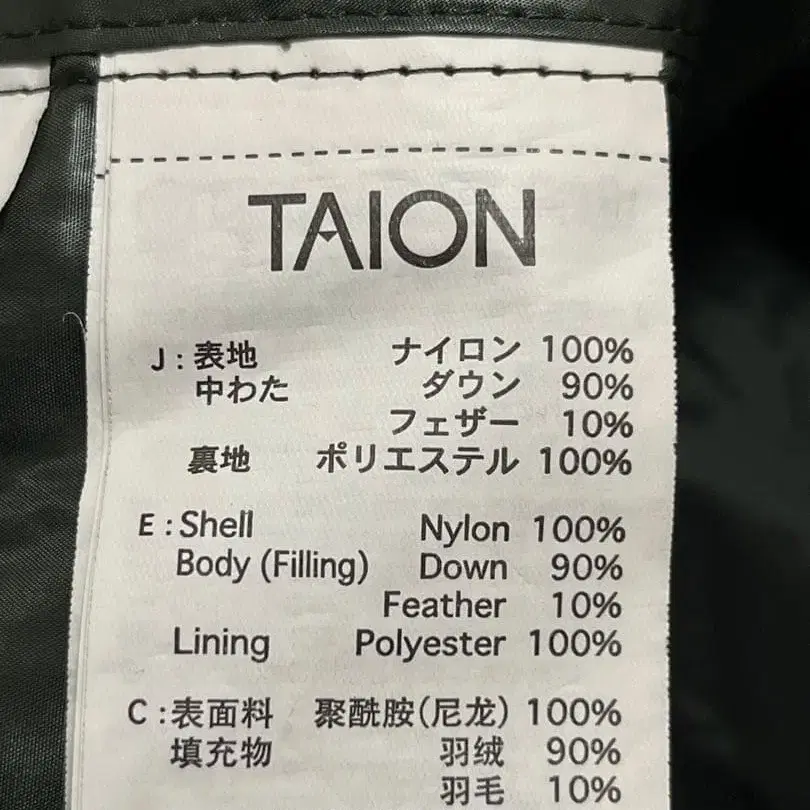 TAION
J : 表地 ナイロン 100%
中わた ダウン 90%
フェザー 10%
裏地 ポリエステル 100%
E : Shell Nylon 100%
Body (Filling) Down 90%
Feather 10%
Lining Polyester 100%
C : 表面料 聚酰胺(尼龙) 100%
填充物 羽绒 90%
羽毛 10%